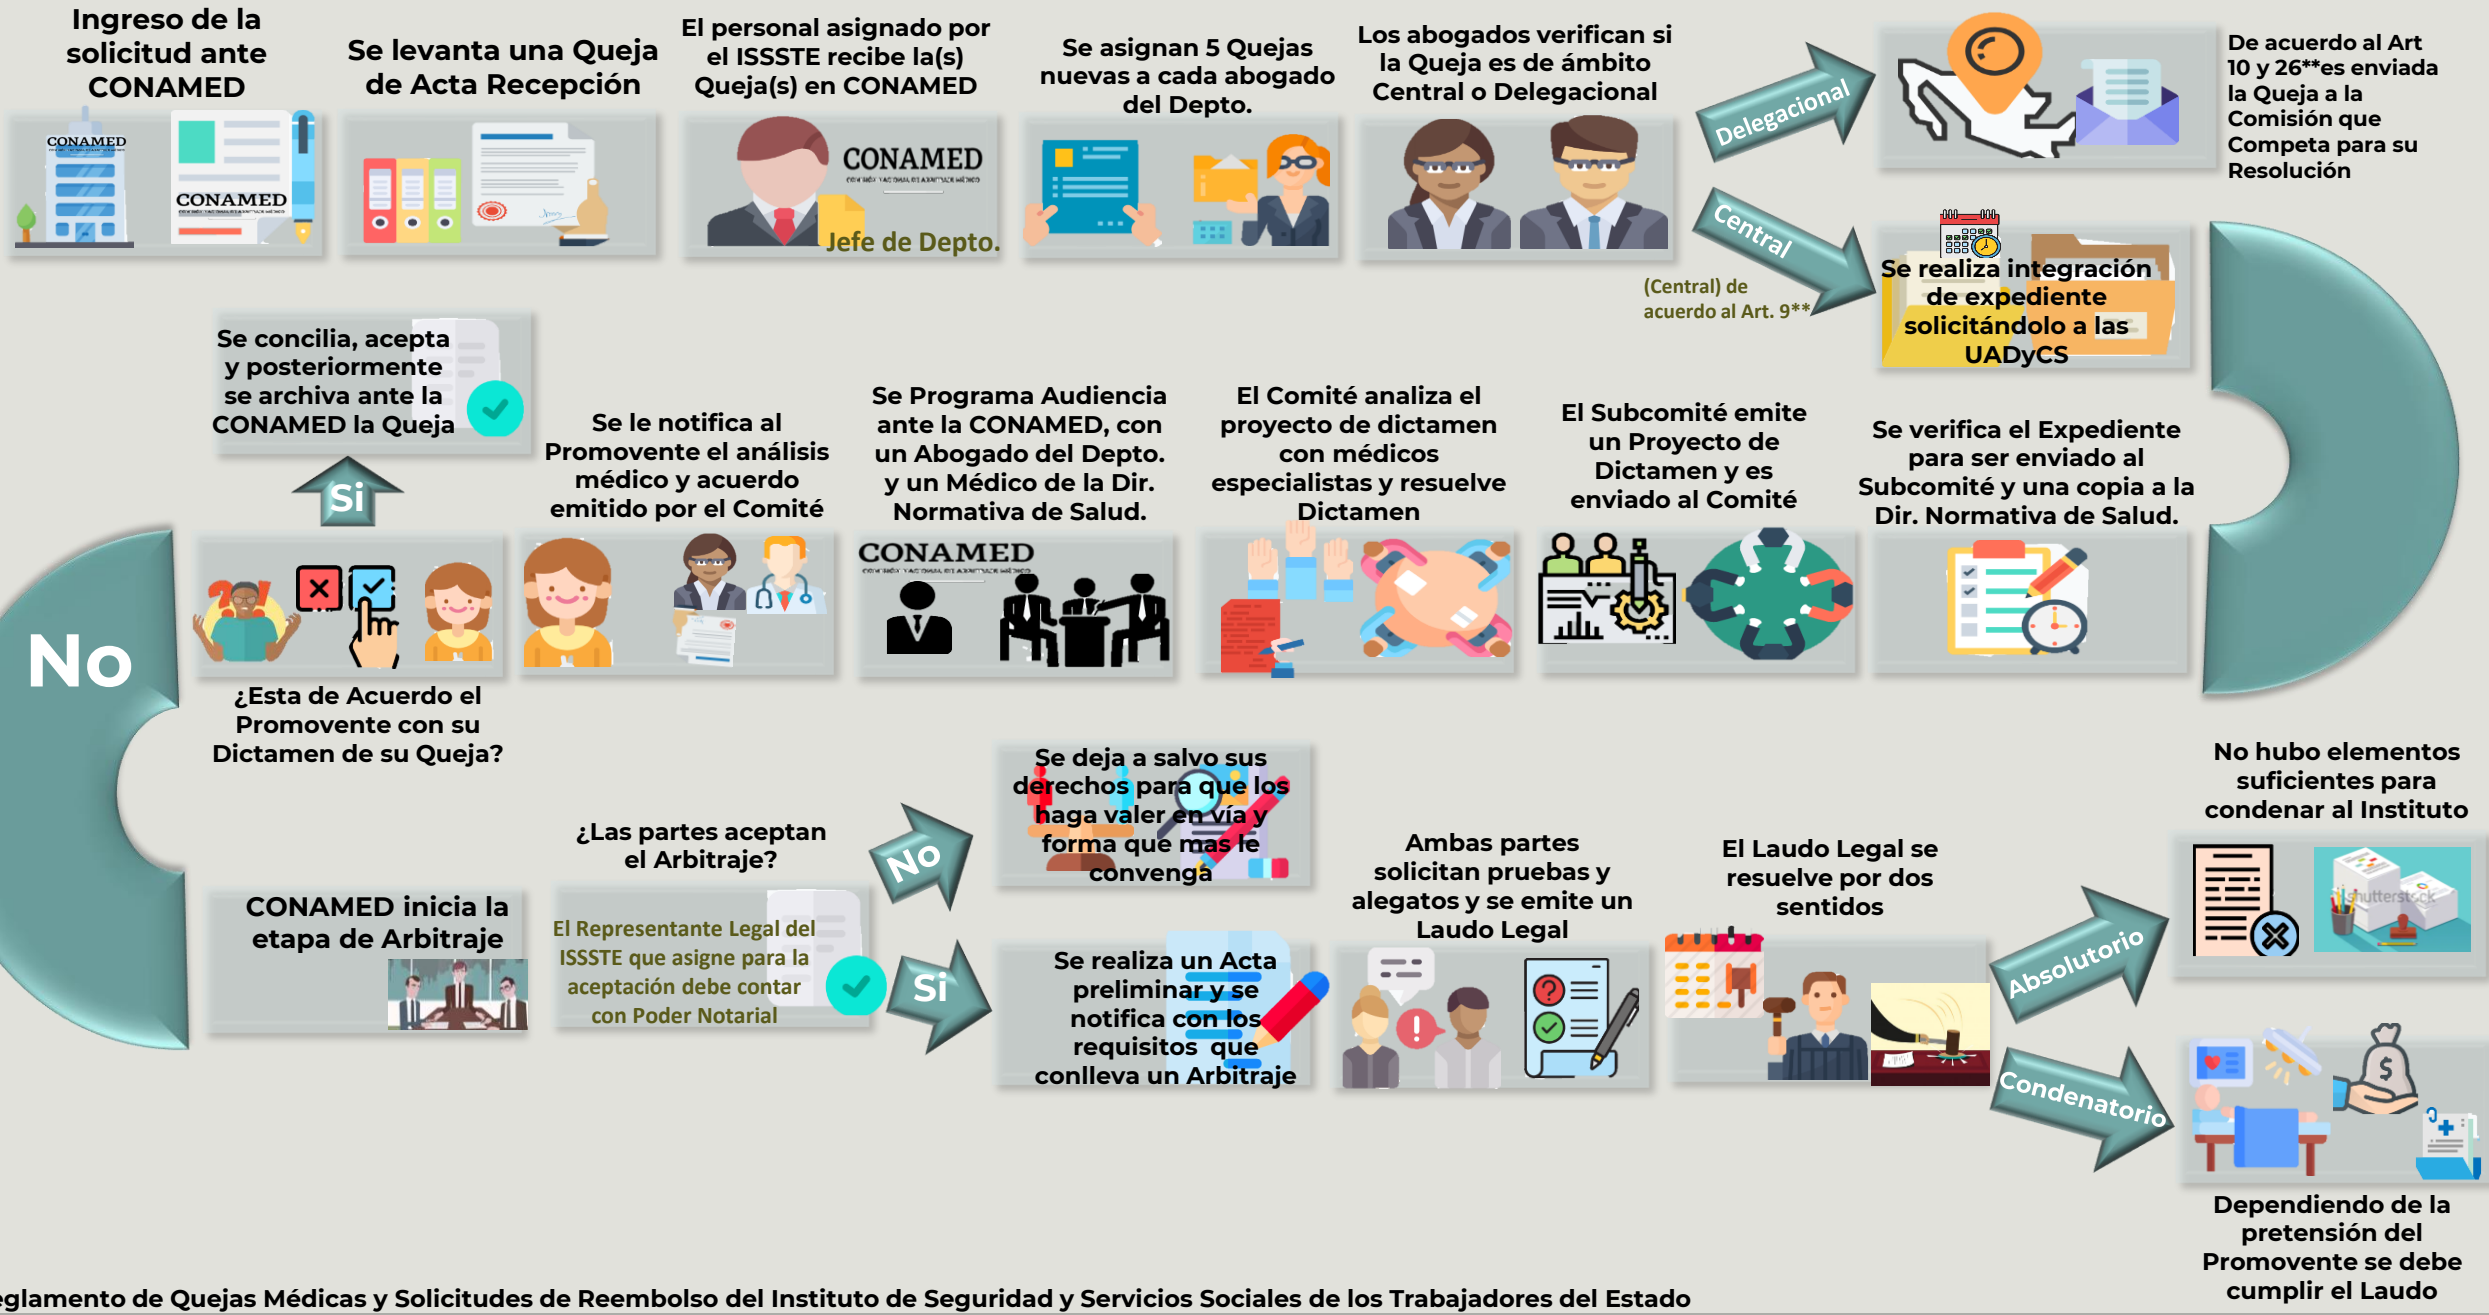 Ingreso de la
solicitud ante
CONAMED
CONAMED
CONAMED
Se levanta una Queja
de Acta Recepción
El personal asignado por
el ISSSTE recibe la(s)
Queja(s) en CONAMED
CONAMED
COMISIÓN NACIONAL DE ARBITRAJE MÉDICO
Jefe de Depto.
Se asignan 5 Quejas
nuevas a cada abogado
del Depto.
Los abogados verifican si
la Queja es de ámbito
Central o Delegacional
Delegacional
De acuerdo al Art
10 y 26**es enviada
la Queja a la
Comisión que
Competa para su
Resolución
Central
(Central) de
acuerdo al Art. 9**
Se realiza integración
de expediente
solicitándolo a las
UADyCS
Se verifica el Expediente
para ser enviado al
Subcomité y una copia a la
Dir. Normativa de Salud.
El Subcomité emite
un Proyecto de
Dictamen y es
enviado al Comité
El Comité analiza el
proyecto de dictamen
con médicos
especialistas y resuelve
Dictamen
Se Programa Audiencia
ante la CONAMED, con
un Abogado del Depto.
y un Médico de la Dir.
Normativa de Salud.
CONAMED
Se le notifica al
Promovente el análisis
médico y acuerdo
emitido por el Comité
¿Esta de Acuerdo el
Promovente con su
Dictamen de su Queja?
Si
Se concilia, acepta
y posteriormente
se archiva ante la
CONAMED la Queja
No
CONAMED inicia la
etapa de Arbitraje
¿Las partes aceptan
el Arbitraje?
El Representante Legal del
ISSSTE que asigne para la
aceptación debe contar
con Poder Notarial
No
Se deja a salvo sus
derechos para que los
haga valer en vía y
forma que mas le
convenga
Si
Se realiza un Acta
preliminar y se
notifica con los
requisitos que
conlleva un Arbitraje
Ambas partes
solicitan pruebas y
alegatos y se emite un
Laudo Legal
El Laudo Legal se
resuelve por dos
sentidos
Absolutorio
No hubo elementos
suficientes para
condenar al Instituto
shutterstock
Condenatorio
Dependiendo de la
pretensión del
Promovente se debe
cumplir el Laudo
eglamento de Quejas Médicas y Solicitudes de Reembolso del Instituto de Seguridad y Servicios Sociales de los Trabajadores del Estado